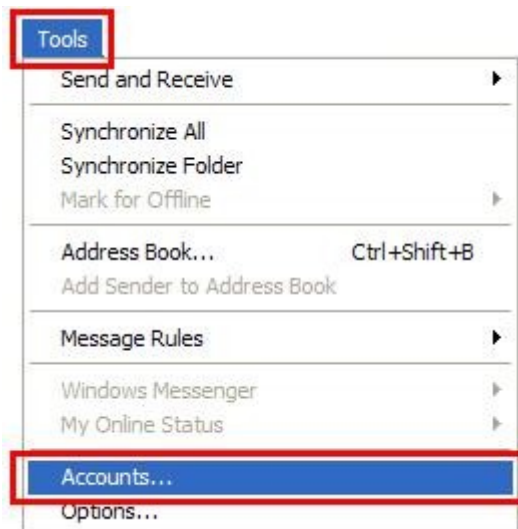 Tools
Send and Receive
Synchronize All
Synchronize Folder
Mark for Offline
Address Book... Ctrl+Shift+B
Add Sender to Address Book
Message Rules
Windows Messenger
My Online Status
Accounts...
Options...